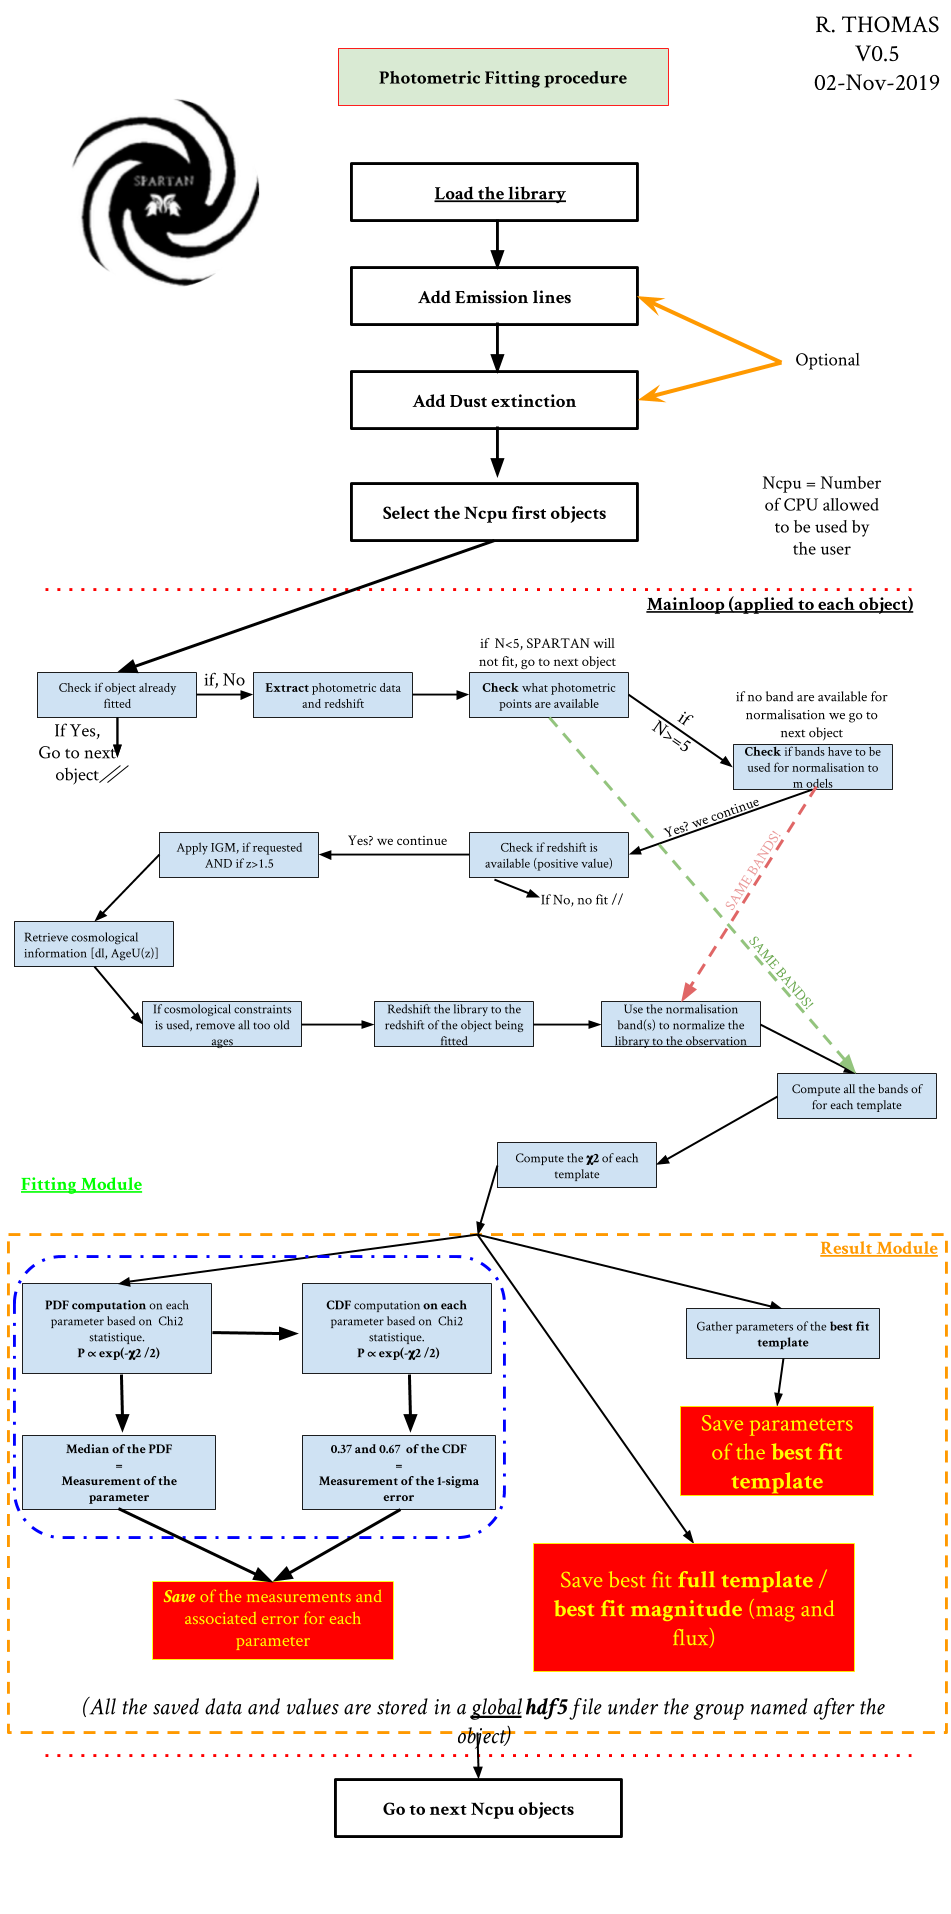 R. THOMAS
V0.5
02-Nov-2019
Photometric Fitting procedure
SPARTAN
Load the library
Add Emission lines
Optional
Add Dust extinction
Ncpu = Number
of CPU allowed
to be used by
the user
Select the Ncpu first objects
Mainloop (applied to each object)
if N<5, SPARTAN will
not fit, go to next object
Check if object already
fitted
if, No
Extract photometric data
and redshift
Check what photometric
points are available
if
N>=5
if no band are available for
normalisation we go to
next object
If Yes,
Go to next
object
Check if bands have to be
used for normalisation to
m odels
Yes? we continue
Check if redshift is
available (positive value)
Yes? we continue
Apply IGM, if requested
AND if z>1.5
If No, no fit //
SAME BANDS!
SAME BANDS!
Retrieve cosmological
information [dl, AgeU(z)]
If cosmological constraints
is used, remove all too old
ages
Redshift the library to the
redshift of the object being
fitted
Use the normalisation
band(s) to normalize the
library to the observation
Compute all the bands of
for each template
Compute the χ2 of each
template
Fitting Module
Result Module
PDF computation on each
parameter based on Chi2
statistique.
P ∝ exp(-χ2 /2)
CDF computation on each
parameter based on Chi2
statistique.
P ∝ exp(-χ2 /2)
Gather parameters of the best fit
template
Save parameters
of the best fit
template
Median of the PDF
=
Measurement of the
parameter
0.37 and 0.67 of the CDF
=
Measurement of the 1-sigma
error
Save of the measurements and
associated error for each
parameter
Save best fit full template /
best fit magnitude (mag and
flux)
(All the saved data and values are stored in a global hdf5 file under the group named after the
object)
Go to next Ncpu objects